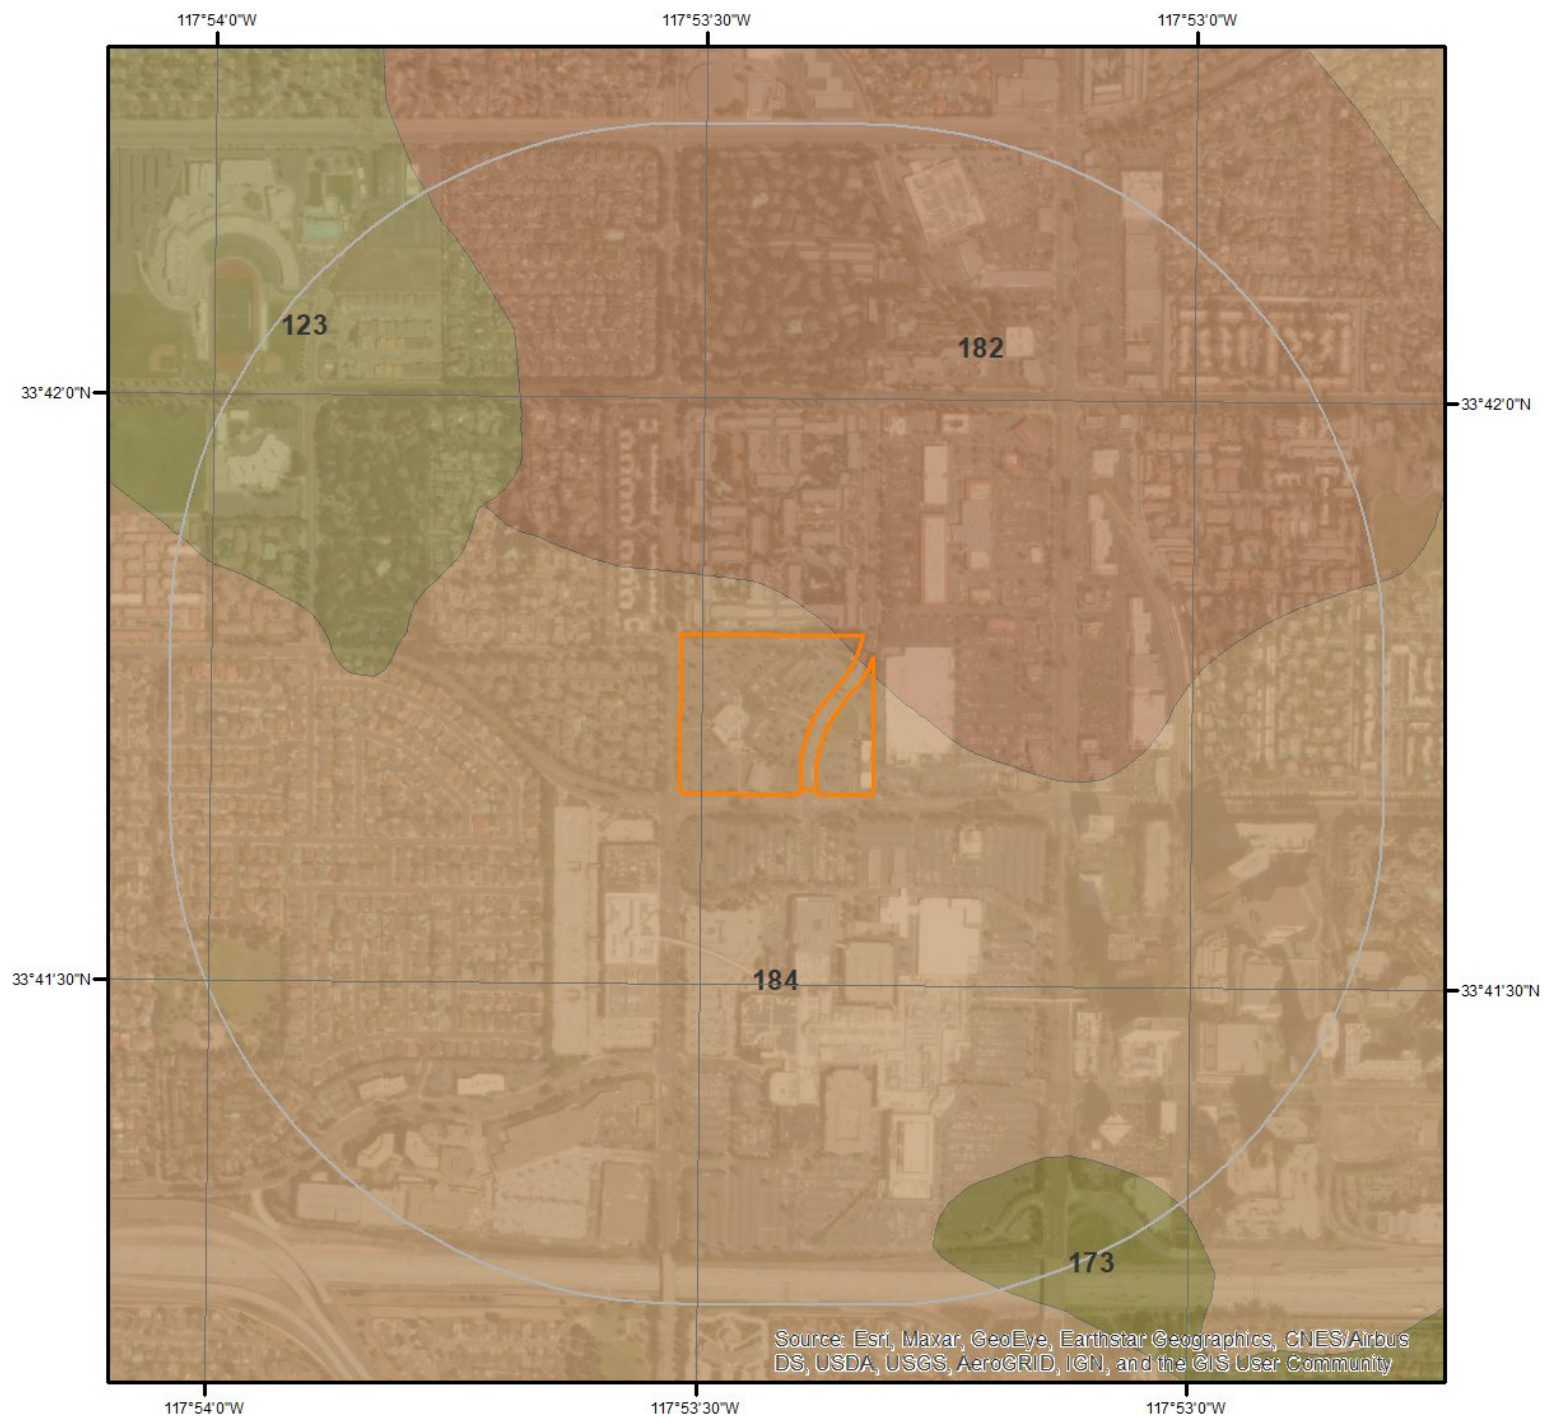 117°54'0"W 117°53'30"W 117°53'0"W
123
182
33°42'0"N 33°42'0"N
184
33°41'30"N 33°41'30"N
173
Source: Esri, Maxar, GeoEye, Earthstar Geographics, CNES/Airbus
DS, USDA, USGS, AeroGRID, IGN, and the GIS User Community
117°54'0"W 117°53'30"W 117°53'0"W